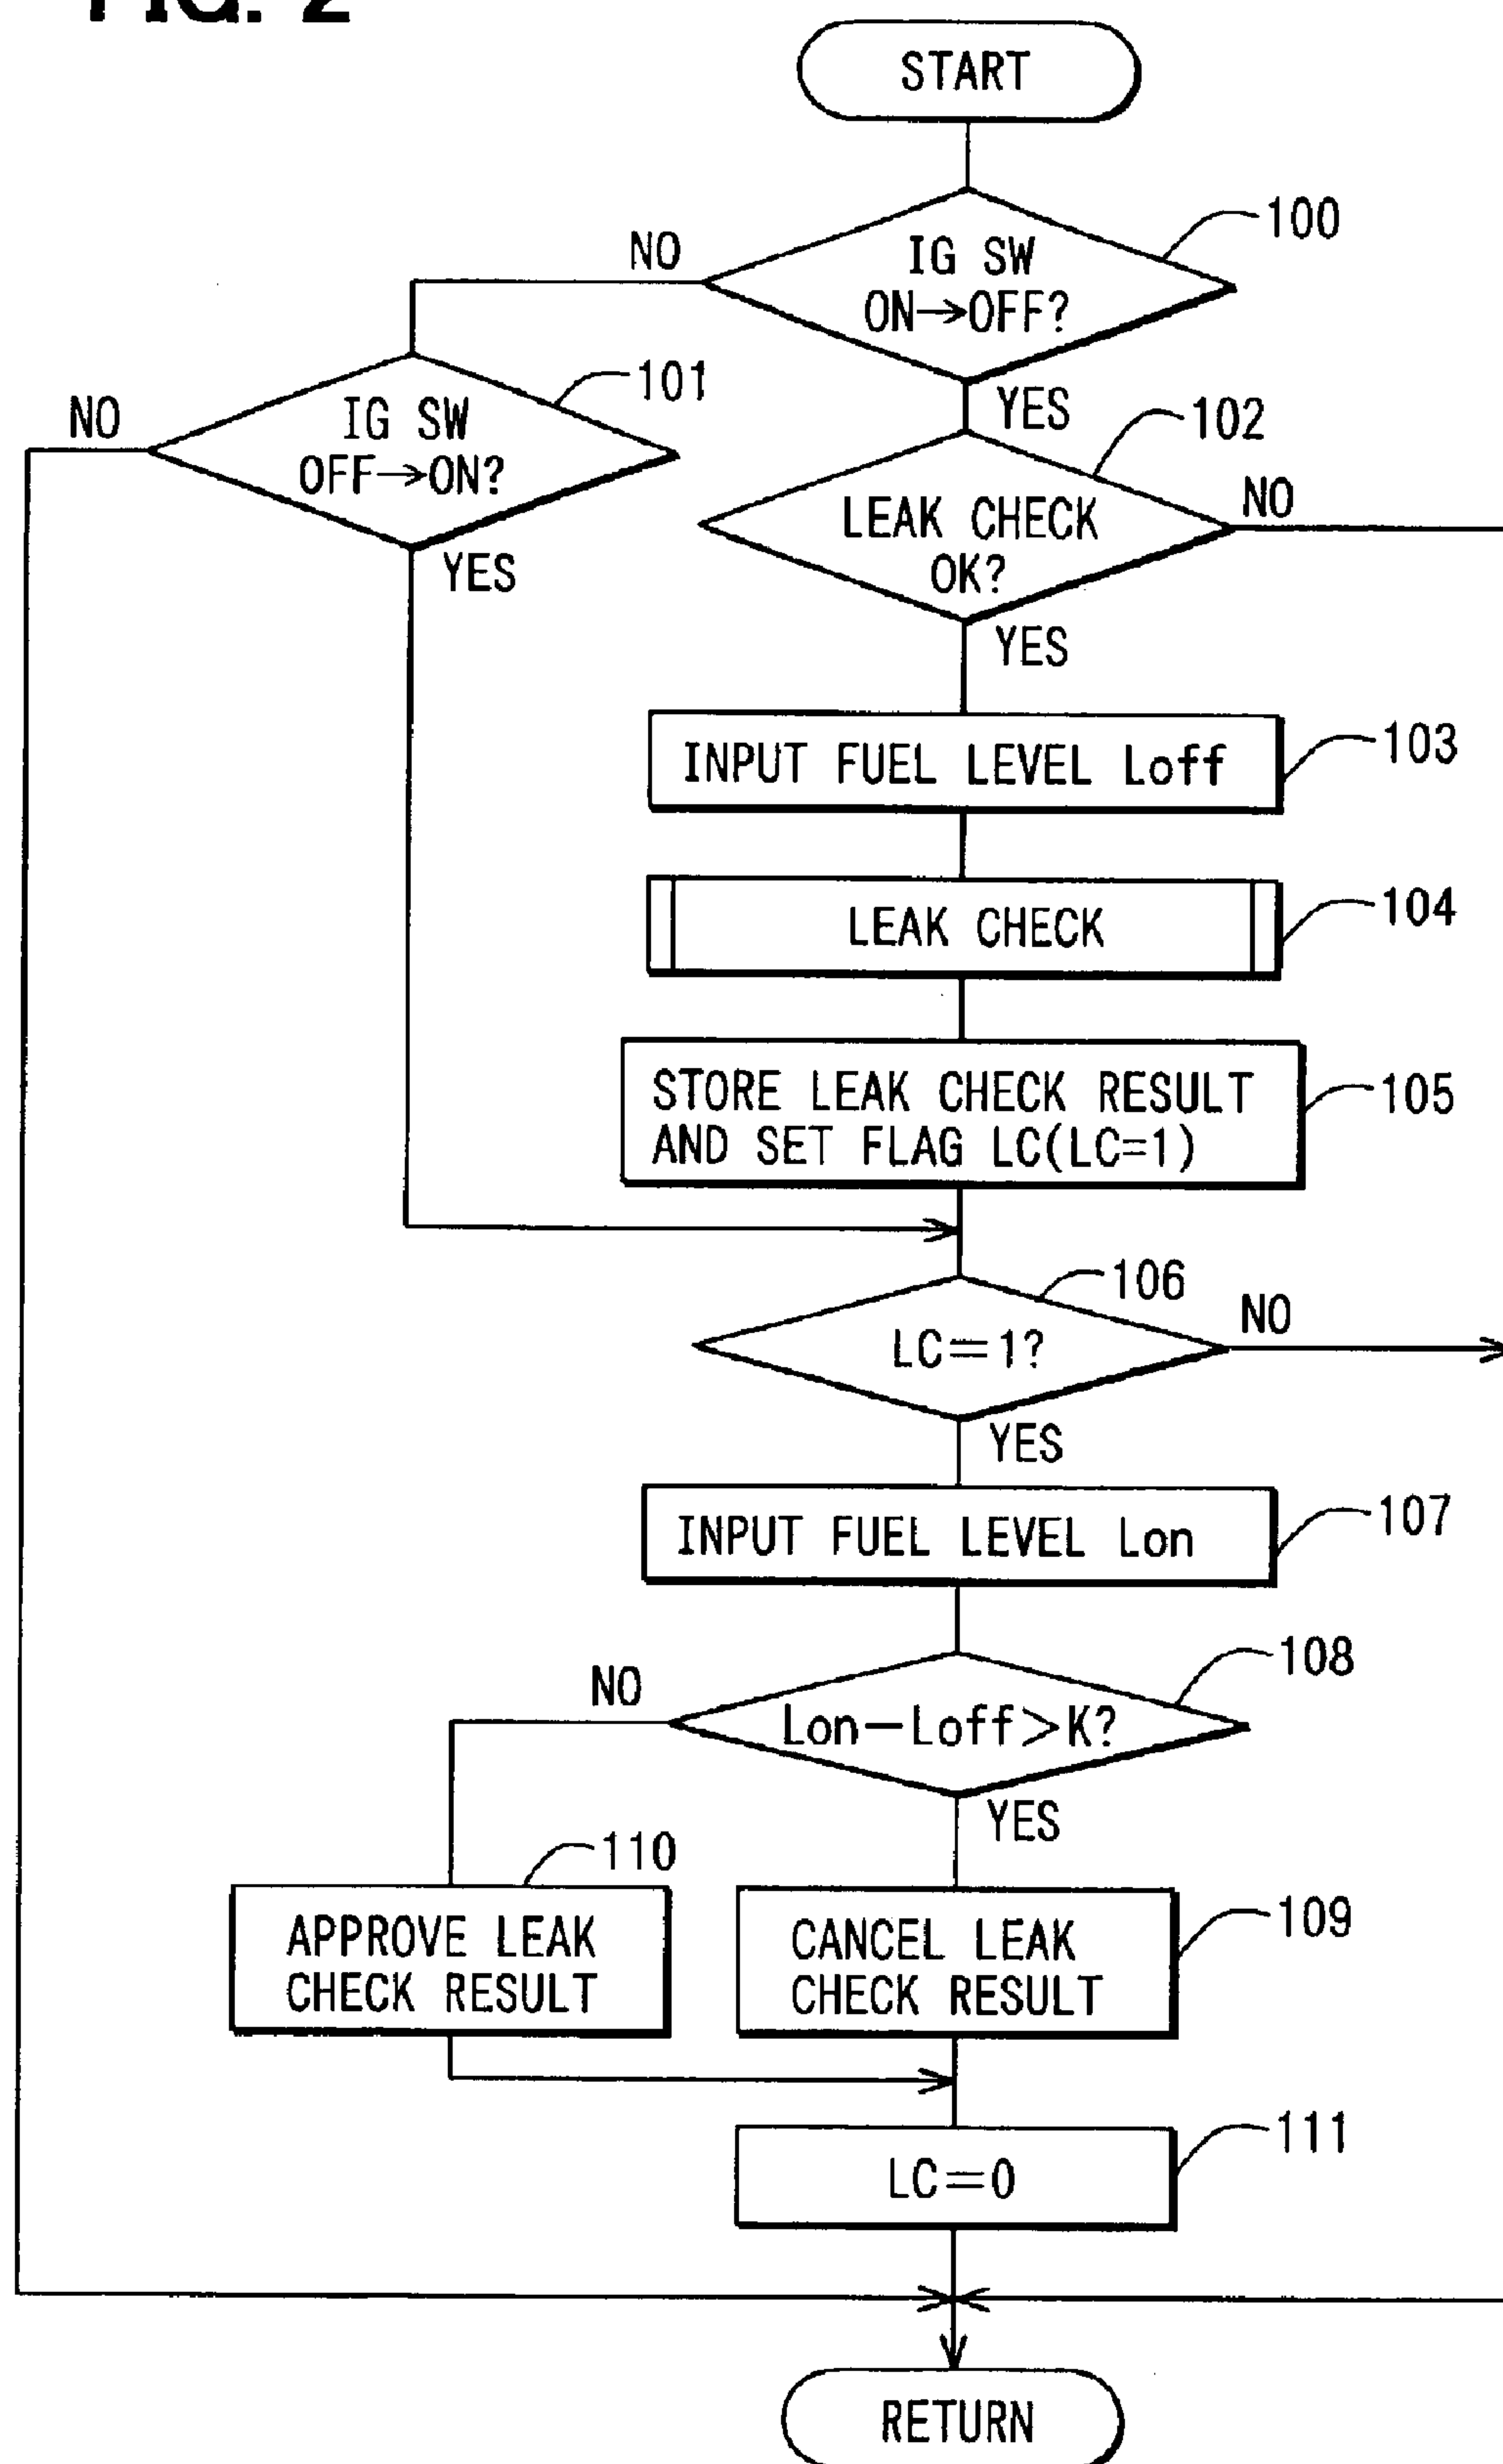 FIG. 2
START
100
IG SW
ON→OFF?
NO
YES
101
IG SW
OFF→ON?
NO
YES
102
LEAK CHECK
OK?
NO
YES
INPUT FUEL LEVEL Loff
103
LEAK CHECK
104
STORE LEAK CHECK RESULT
AND SET FLAG LC(LC=1)
105
106
LC=1?
NO
YES
INPUT FUEL LEVEL Lon
107
108
Lon-Loff>K?
NO
YES
110
APPROVE LEAK
CHECK RESULT
CANCEL LEAK
CHECK RESULT
109
LC=0
111
RETURN